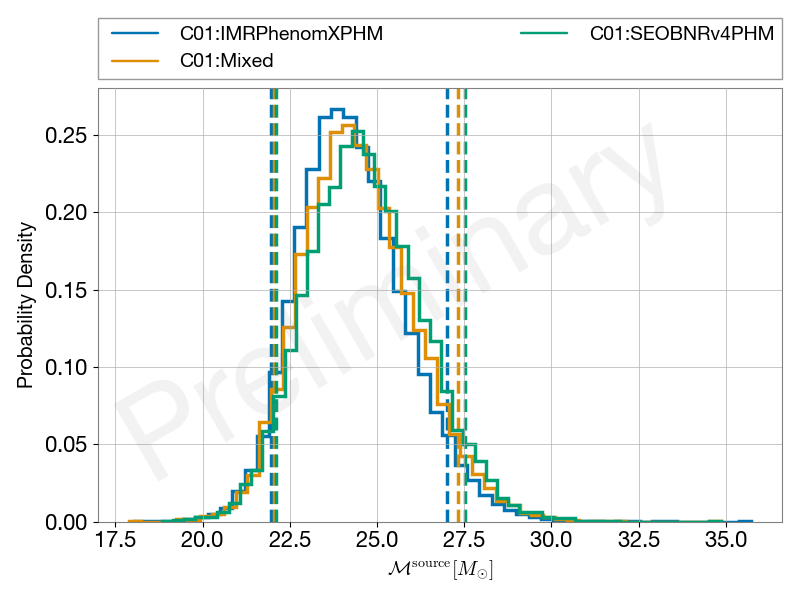 C01:IMRPhenomXPHM
C01:Mixed
C01:SEOBNRv4PHM
Preliminary
Probability Density
0.25
0.20
0.15
0.10
0.05
0.00
17.5 20.0 22.5 25.0 27.5 30.0 32.5 35.0
ℳ^source [M_⊙]